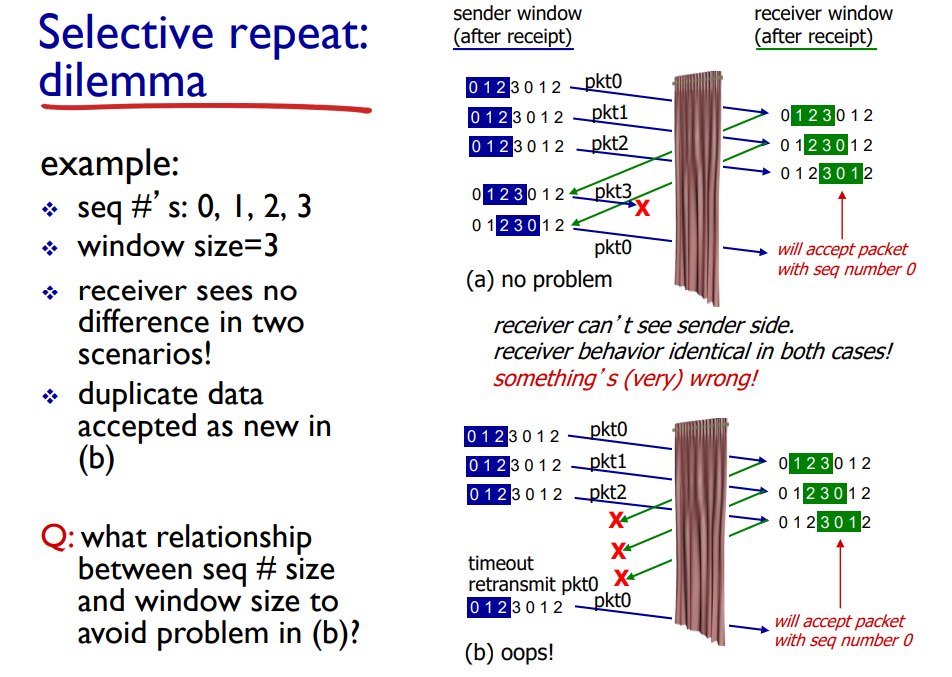 Selective repeat:
dilemma
example:
seq #’s: 0, 1, 2, 3
window size=3
receiver sees no
difference in two
scenarios!
duplicate data
accepted as new in
(b)
Q: what relationship
between seq # size
and window size to
avoid problem in (b)?
sender window
(after receipt)
receiver window
(after receipt)
0 1 2 3 0 1 2
pkt0
0 1 2 3 0 1 2
pkt1
0 1 2 3 0 1 2
pkt2
0 1 2 3 0 1 2
pkt3
X
0 1 2 3 0 1 2
pkt0
0 1 2 3 0 1 2
0 1 2 3 0 1 2
0 1 2 3 0 1 2
will accept packet
with seq number 0
(a) no problem
receiver can’t see sender side.
receiver behavior identical in both cases!
something’s (very) wrong!
0 1 2 3 0 1 2
pkt0
0 1 2 3 0 1 2
pkt1
0 1 2 3 0 1 2
pkt2
X
X
X
timeout
retransmit pkt0
0 1 2 3 0 1 2
pkt0
0 1 2 3 0 1 2
0 1 2 3 0 1 2
0 1 2 3 0 1 2
will accept packet
with seq number 0
(b) oops!